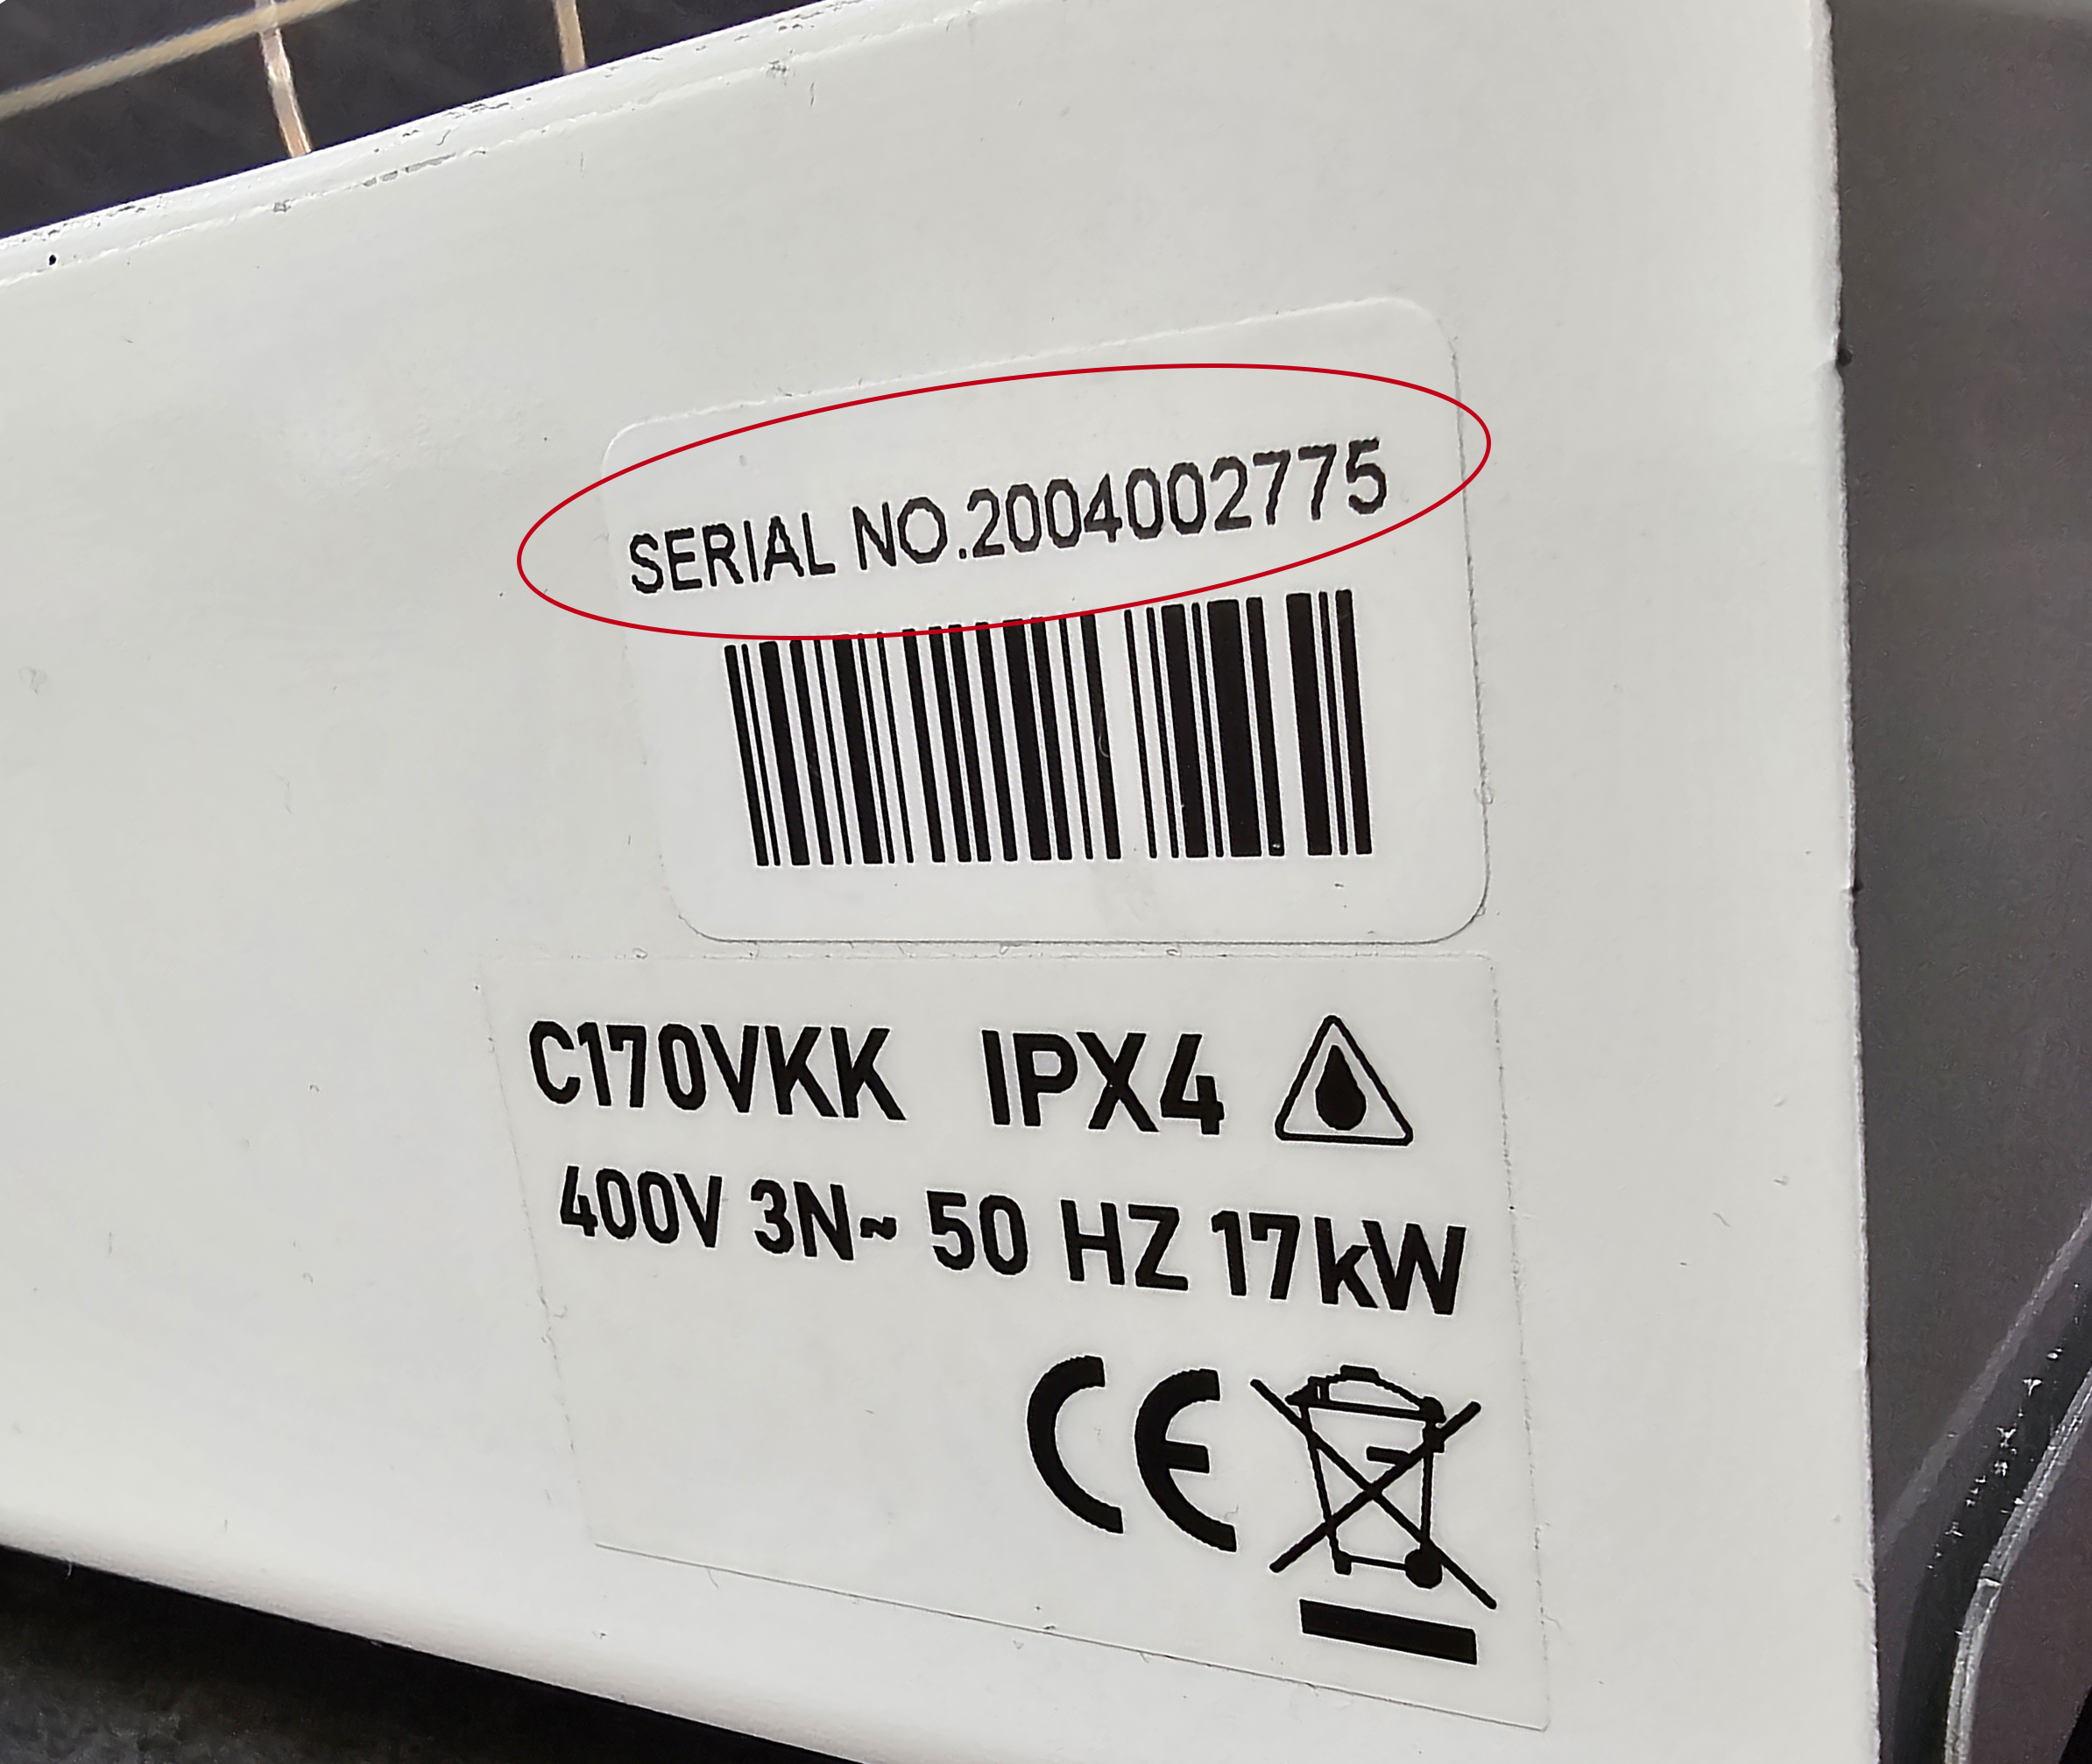 SERIAL NO.2004002775
C170VKK IPX4
400V 3N~ 50 HZ 17kW
CE